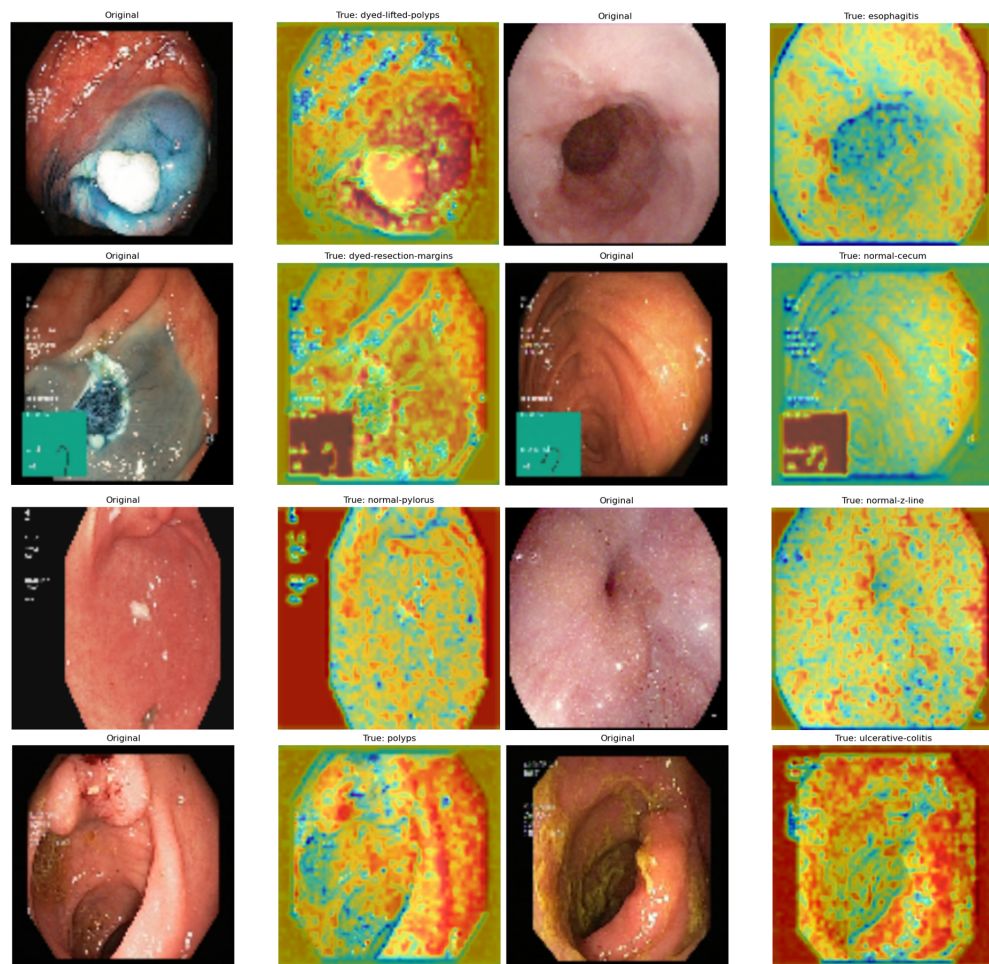 Original
True: dyed-lifted-polyps
Original
True: esophagitis
Original
True: dyed-resection-margins
Original
True: normal-cecum
Original
True: normal-pylorus
Original
True: normal-z-line
Original
True: polyps
Original
True: ulcerative-colitis